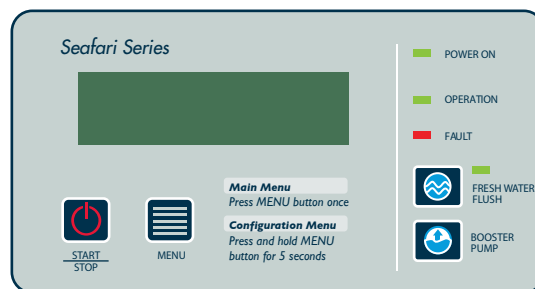 Seafari Series
POWER ON
OPERATION
FAULT
Main Menu
Press MENU button once
Configuration Menu
Press and hold MENU
button for 5 seconds
START
STOP
MENU
FRESH WATER
FLUSH
BOOSTER
PUMP